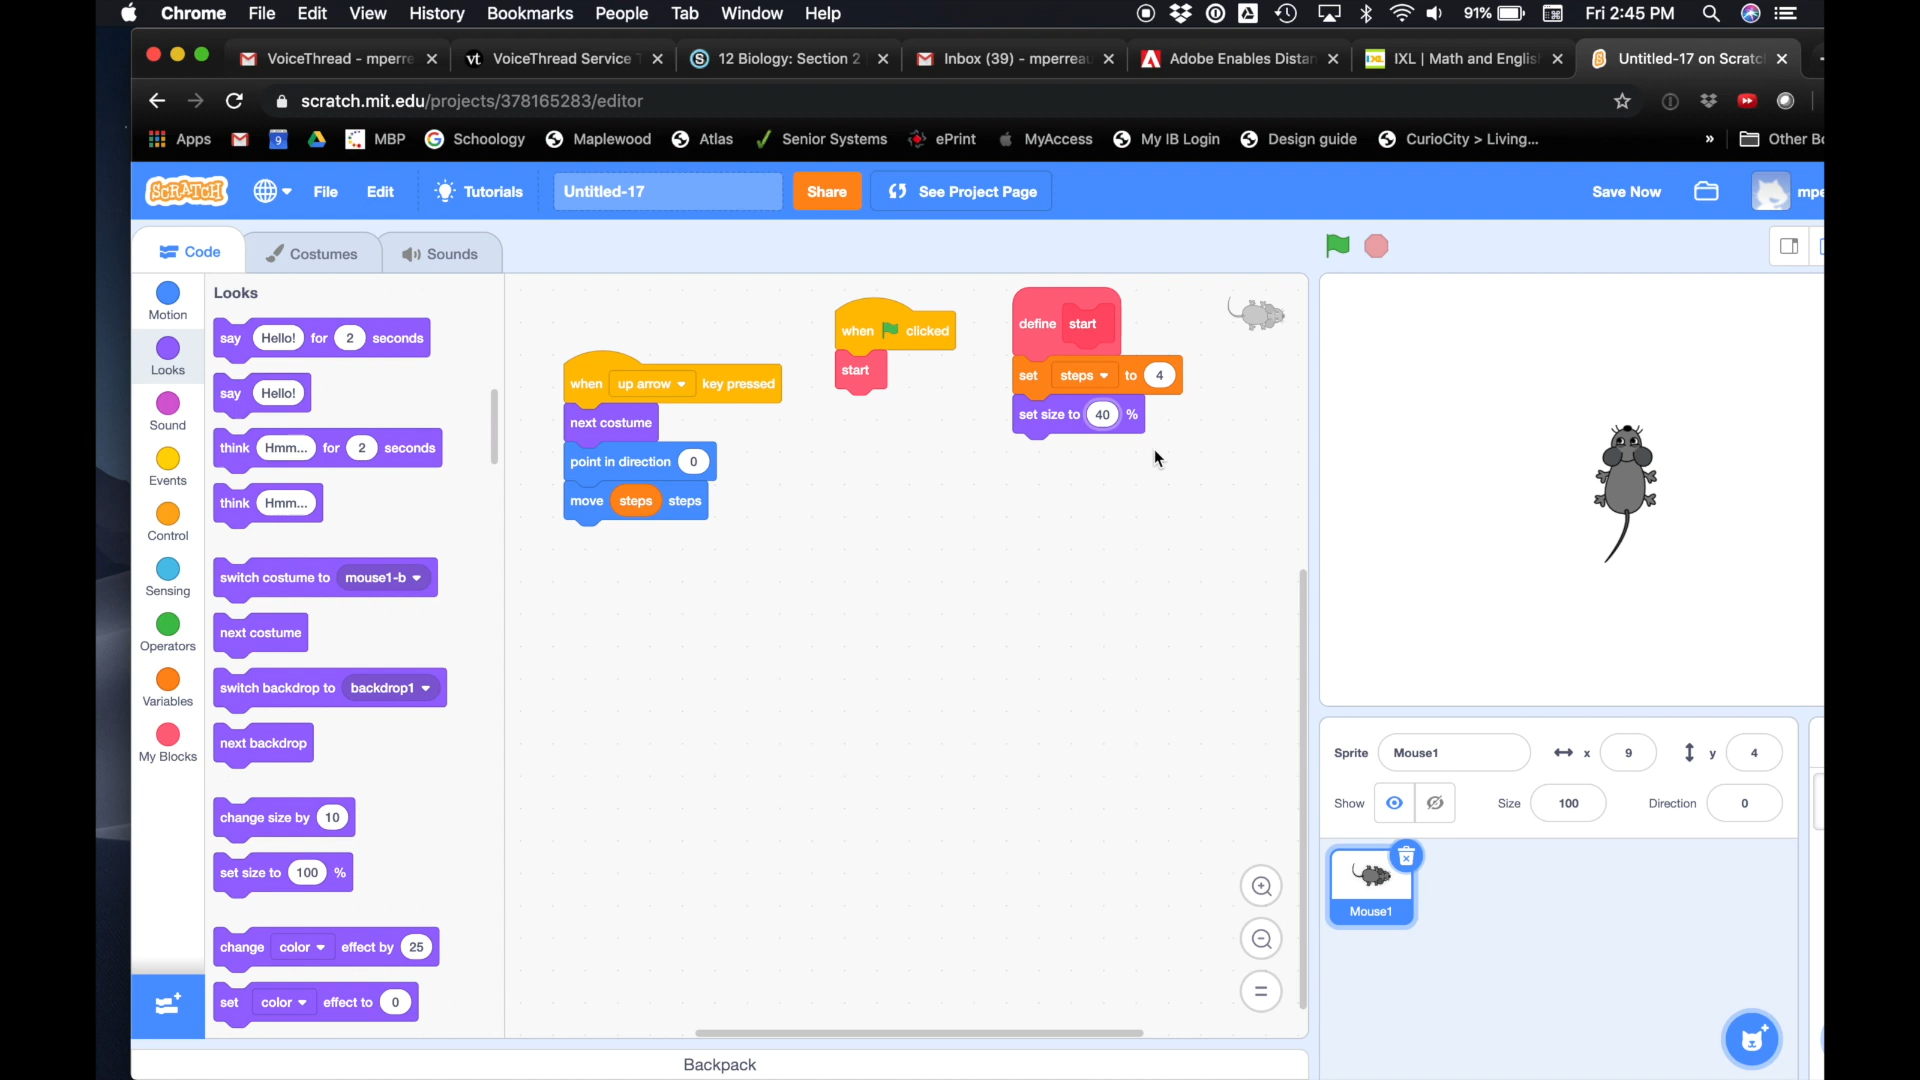 Chrome File Edit View History Bookmarks People Tab Window Help 91% Fri 2:45 PM
VoiceThread - mperre VoiceThread Service 12 Biology: Section 2 Inbox (39) - mperreau Adobe Enables Distan IXL | Math and English Untitled-17 on Scratc
scratch.mit.edu/projects/378165283/editor
Apps 9 MBP Schoology Maplewood Atlas Senior Systems ePrint MyAccess My IB Login Design guide CurioCity > Living... » Other Bo
SCRATCH File Edit Tutorials Untitled-17 Share See Project Page Save Now mpe
Code Costumes Sounds
Motion
Looks
Sound
Events
Control
Sensing
Operators
Variables
My Blocks
Looks
say Hello! for 2 seconds
say Hello!
think Hmm... for 2 seconds
think Hmm...
switch costume to mouse1-b
next costume
switch backdrop to backdrop1
next backdrop
change size by 10
set size to 100 %
change color effect by 25
set color effect to 0
when up arrow key pressed
next costume
point in direction 0
move steps steps
when clicked
start
define start
set steps to 4
set size to 40 %
Sprite Mouse1 x 9 y 4
Show Size 100 Direction 0
Mouse1
Backpack